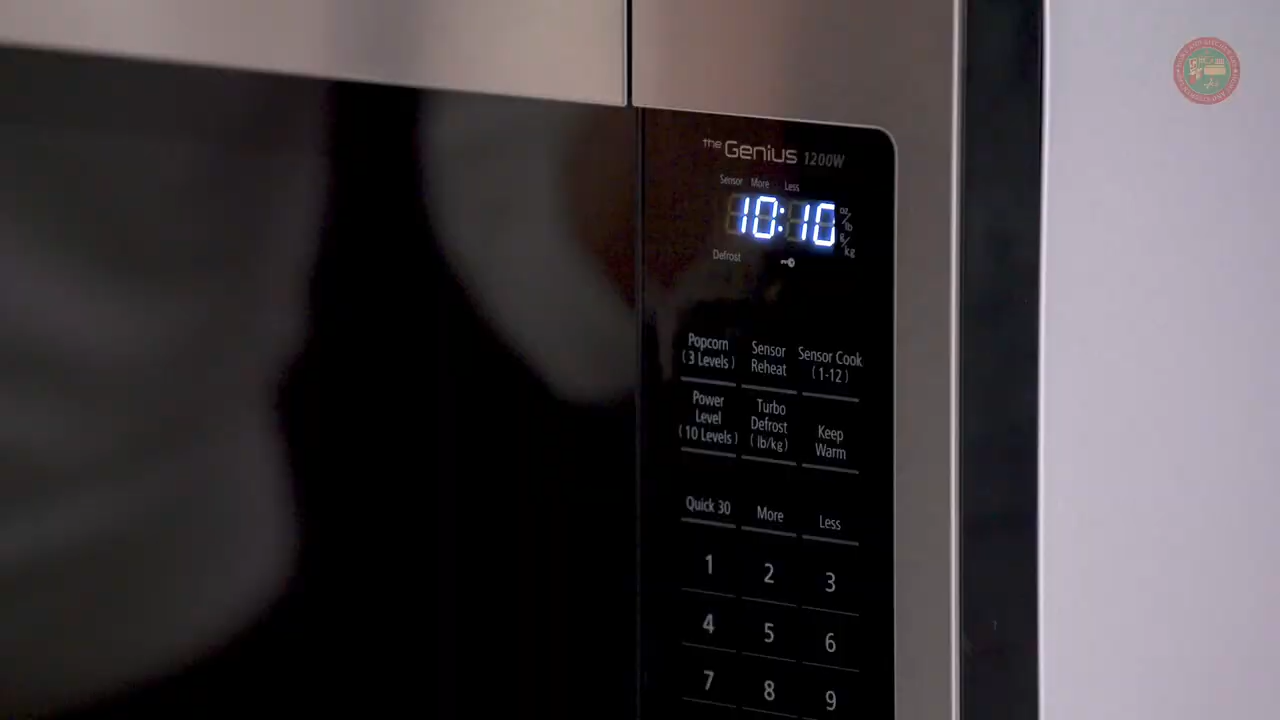 the Genius 1200W
Sensor More Less
10:10
oz/lb
g/kg
Defrost
Popcorn
(3 Levels)
Sensor
Reheat
Sensor Cook
(1-12)
Power
Level
(10 Levels)
Turbo
Defrost
(lb/kg)
Keep
Warm
Quick 30
More
Less
1 2 3
4 5 6
7 8 9